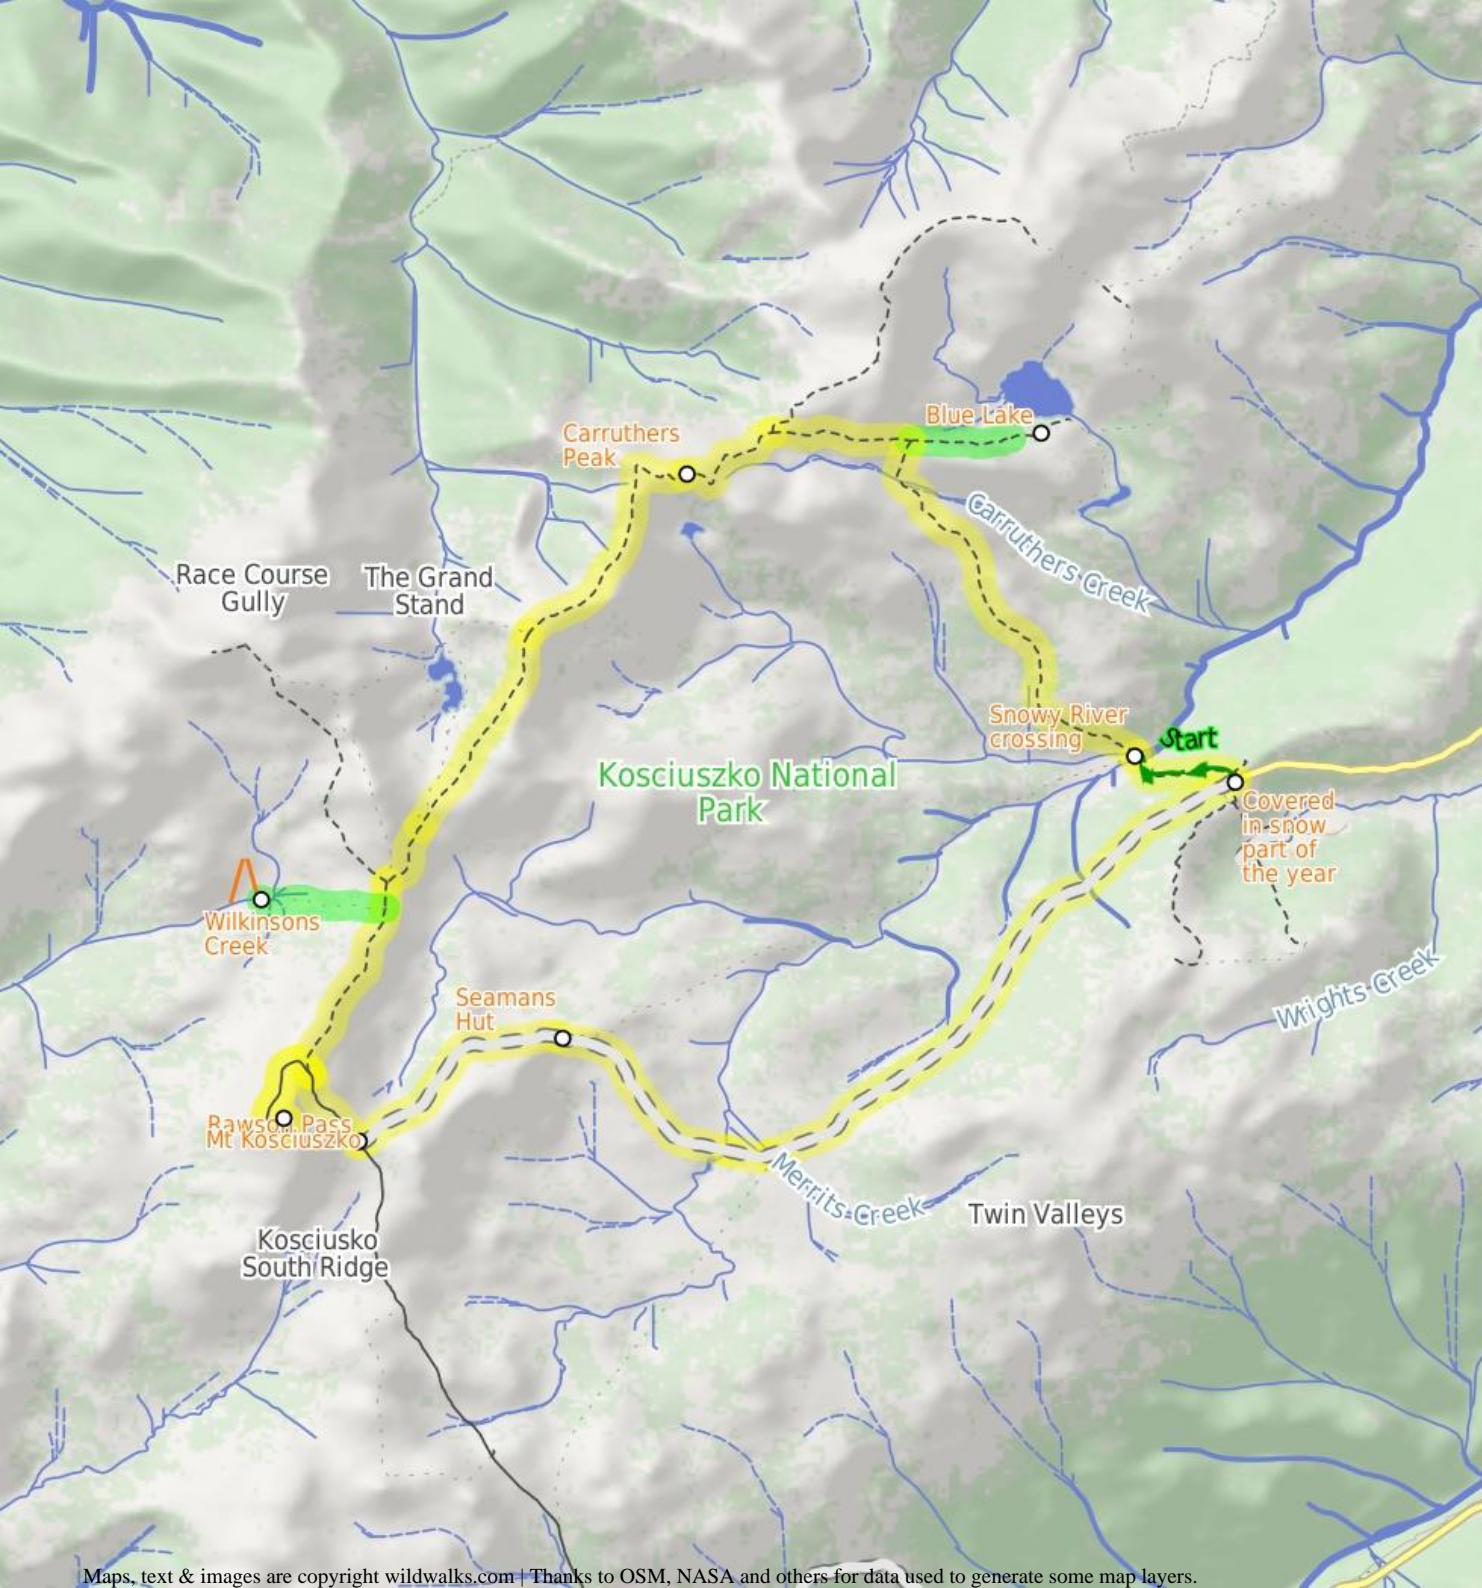 Blue Lake
Carruthers
Peak
Carruthers Creek
Race Course
Gully
The Grand
Stand
Snowy River
crossing
Start
Kosciuszko National
Park
Covered
in snow
part of
the year
Wilkinsons
Creek
Wrights Creek
Seamans
Hut
Rawson Pass
Mt Kosciuszko
Merrits Creek
Twin Valleys
Kosciusko
South Ridge
Maps, text & images are copyright wildwalks.com | Thanks to OSM, NASA and others for data used to generate some map layers.